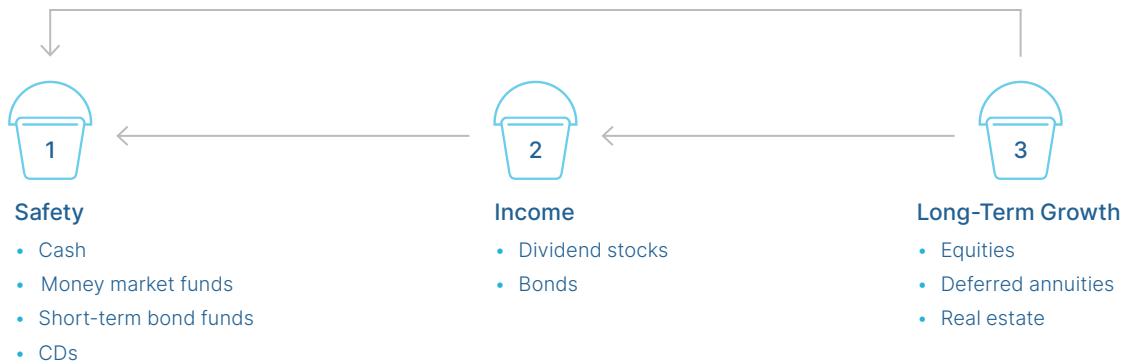 1
2
3
Safety
• Cash
• Money market funds
• Short-term bond funds
• CDs
Income
• Dividend stocks
• Bonds
Long-Term Growth
• Equities
• Deferred annuities
• Real estate